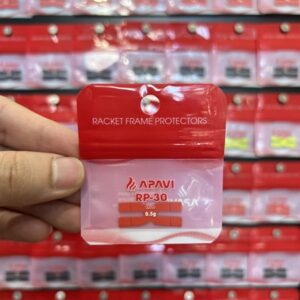 RACKET FRAME PROTECTORS
APAVI
RP-30
0.5g